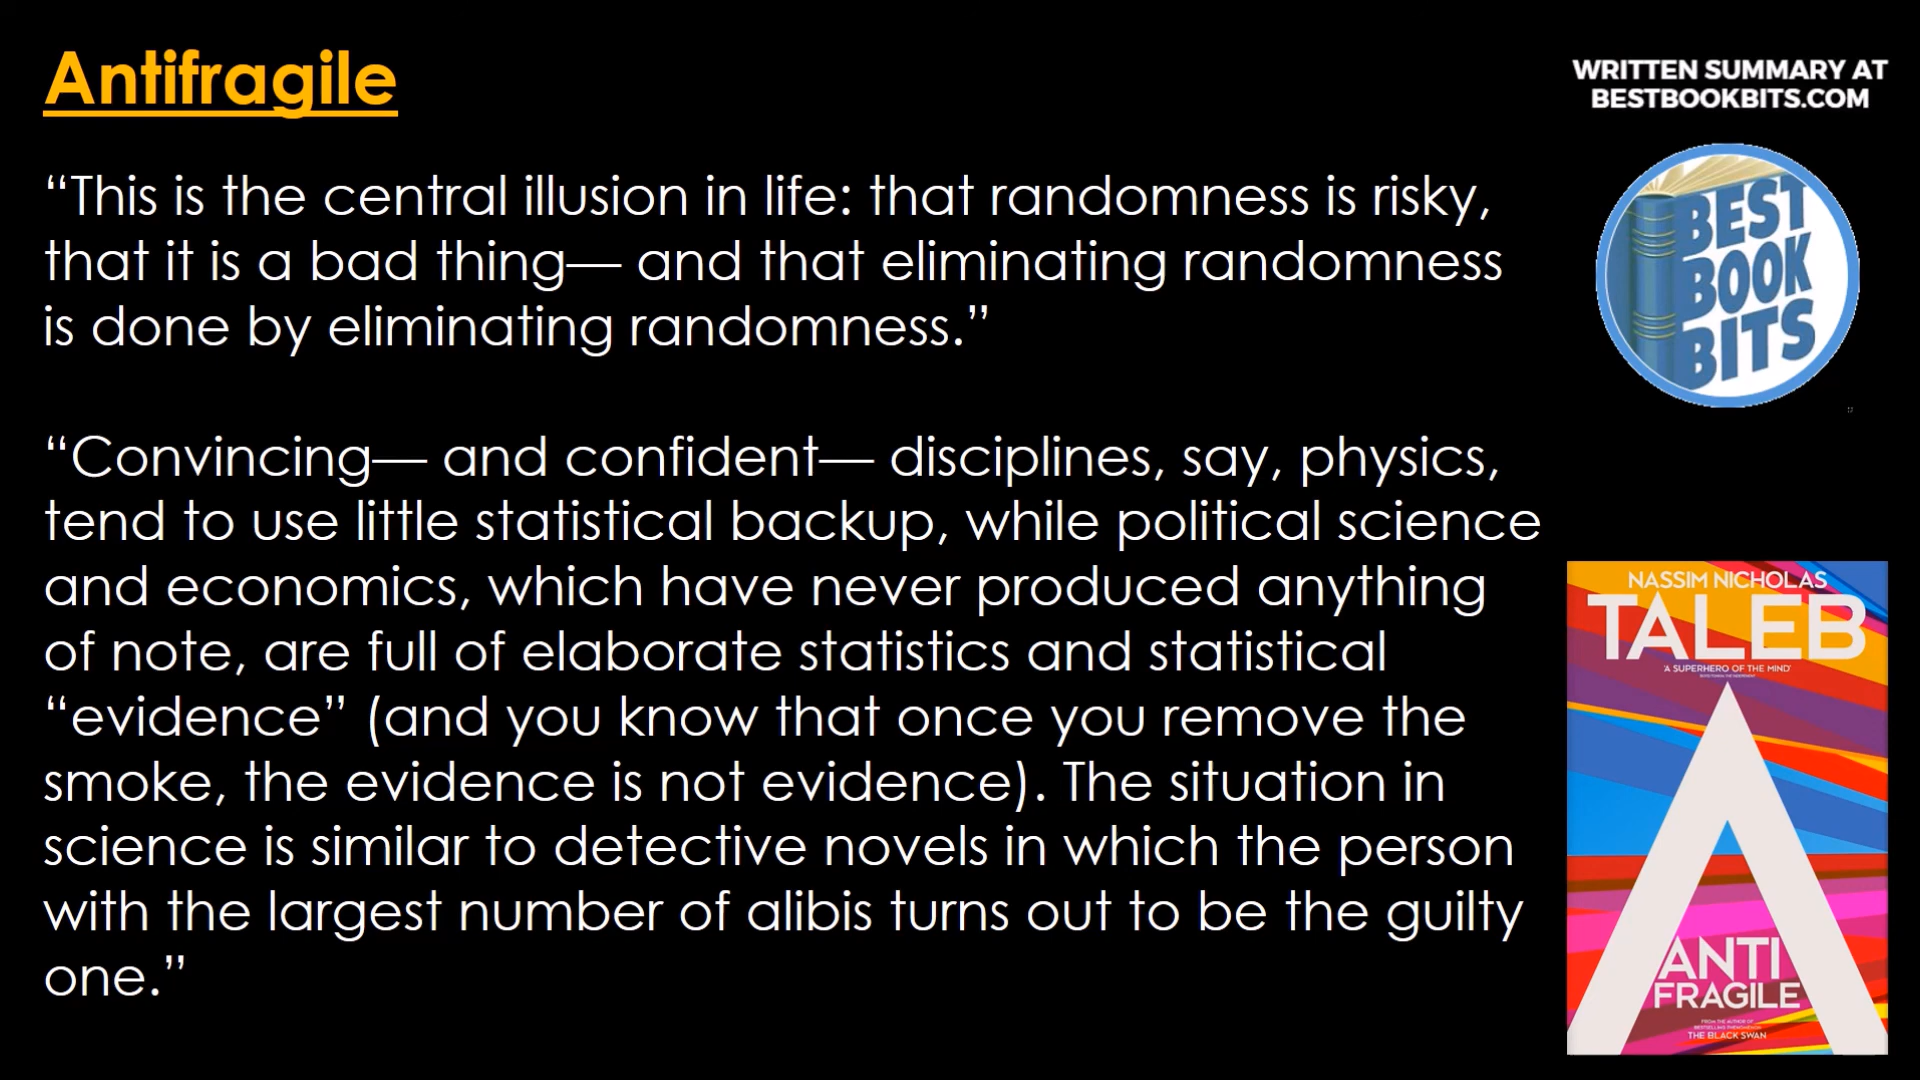 Antifragile
WRITTEN SUMMARY AT
BESTBOOKBITS.COM
“This is the central illusion in life: that randomness is risky,
that it is a bad thing— and that eliminating randomness
is done by eliminating randomness.”
BEST
BOOK
BITS
“Convincing— and confident— disciplines, say, physics,
tend to use little statistical backup, while political science
and economics, which have never produced anything
of note, are full of elaborate statistics and statistical
“evidence” (and you know that once you remove the
smoke, the evidence is not evidence). The situation in
science is similar to detective novels in which the person
with the largest number of alibis turns out to be the guilty
one.”
NASSIM NICHOLAS
TALEB
'A SUPERHERO OF THE MIND'
ANTI
FRAGILE
FROM THE AUTHOR OF
BESTSELLING PHENOMENON
THE BLACK SWAN